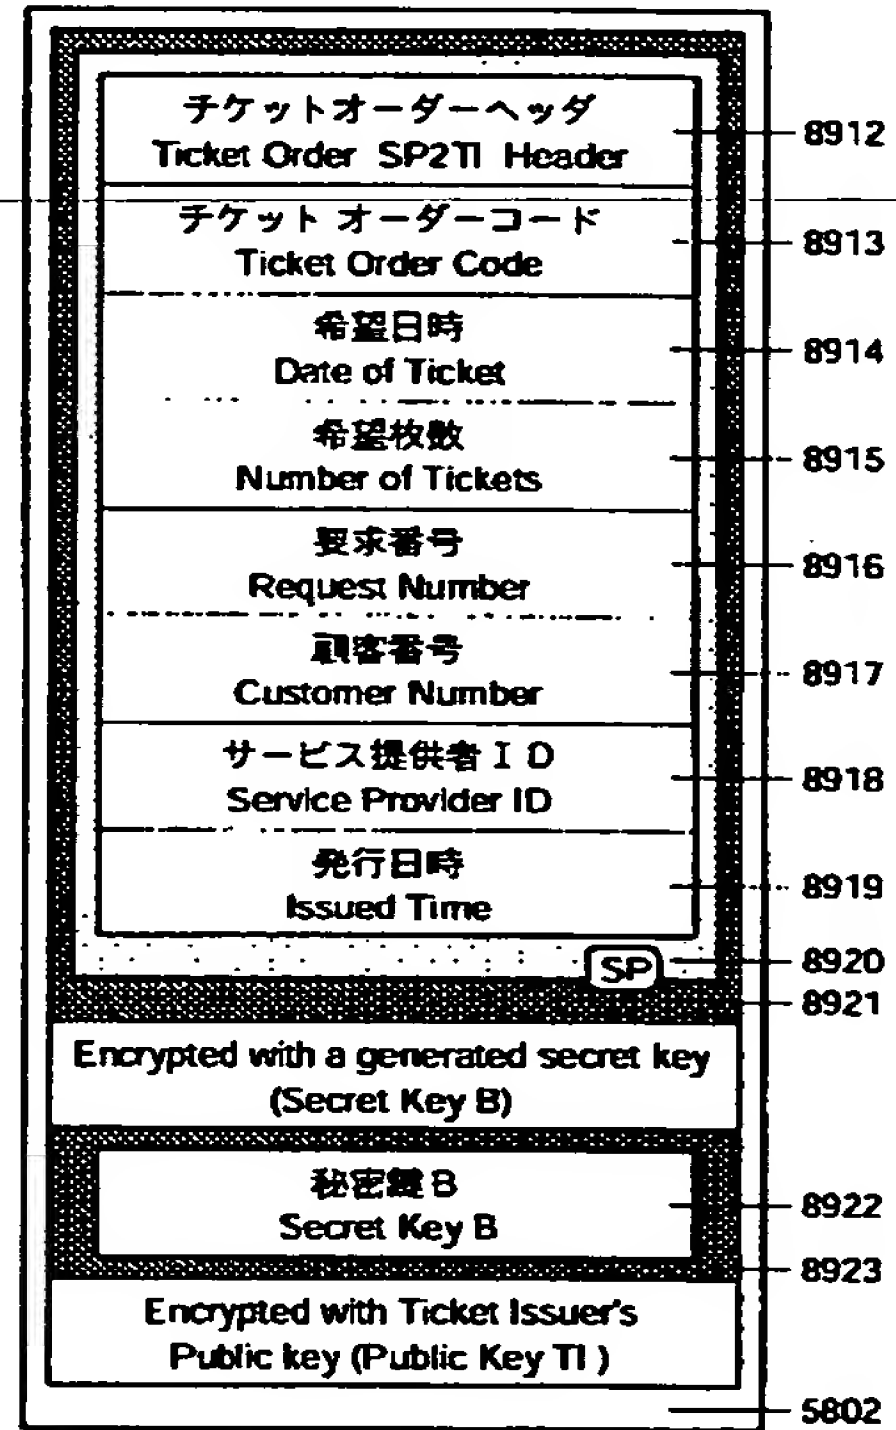 チケットオーダーヘッダ
Ticket Order SP2TI Header
8912
チケット オーダーコード
Ticket Order Code
8913
希望日時
Date of Ticket
8914
希望枚数
Number of Tickets
8915
要求番号
Request Number
8916
顧客番号
Customer Number
8917
サービス提供者ID
Service Provider ID
8918
発行日時
Issued Time
8919
SP
8920
8921
Encrypted with a generated secret key
(Secret Key B)
秘密鍵B
Secret Key B
8922
8923
Encrypted with Ticket Issuer's
Public key (Public Key TI )
5802